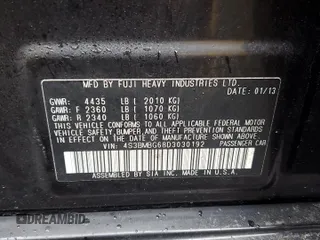 MFD. BY FUJI HEAVY INDUSTRIES LTD.
DATE: 01/13
GVWR: 4435 LB ( 2010 KG)
GAWR: F 2360 LB ( 1070 KG)
GAWR: R 2340 LB ( 1060 KG)
THIS VEHICLE CONFORMS TO ALL APPLICABLE FEDERAL MOTOR
VEHICLE SAFETY, BUMPER, AND THEFT PREVENTION
STANDARDS IN EFFECT ON THE DATE OF MANUFACTURE
SHOWN ABOVE.
VIN: 4S3BMBG68D3030192 PASSENGER CAR
ASSEMBLED AT SIA INC. MADE IN U.S.A.
© AUTOBIDMASTER